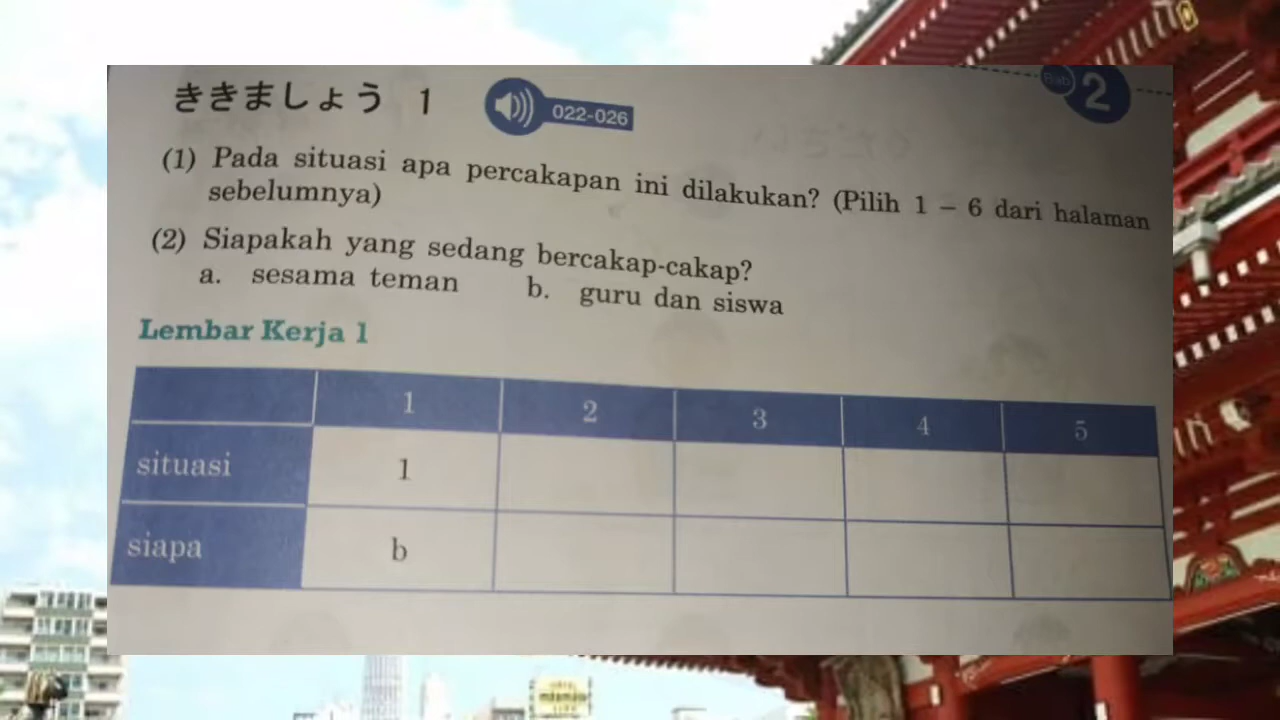 ききましょう 1
022-026
Bab 2
(1) Pada situasi apa percakapan ini dilakukan? (Pilih 1 – 6 dari halaman
sebelumnya)
(2) Siapakah yang sedang bercakap-cakap?
a. sesama teman b. guru dan siswa
Lembar Kerja 1
1 2 3 4 5
situasi 1
siapa b